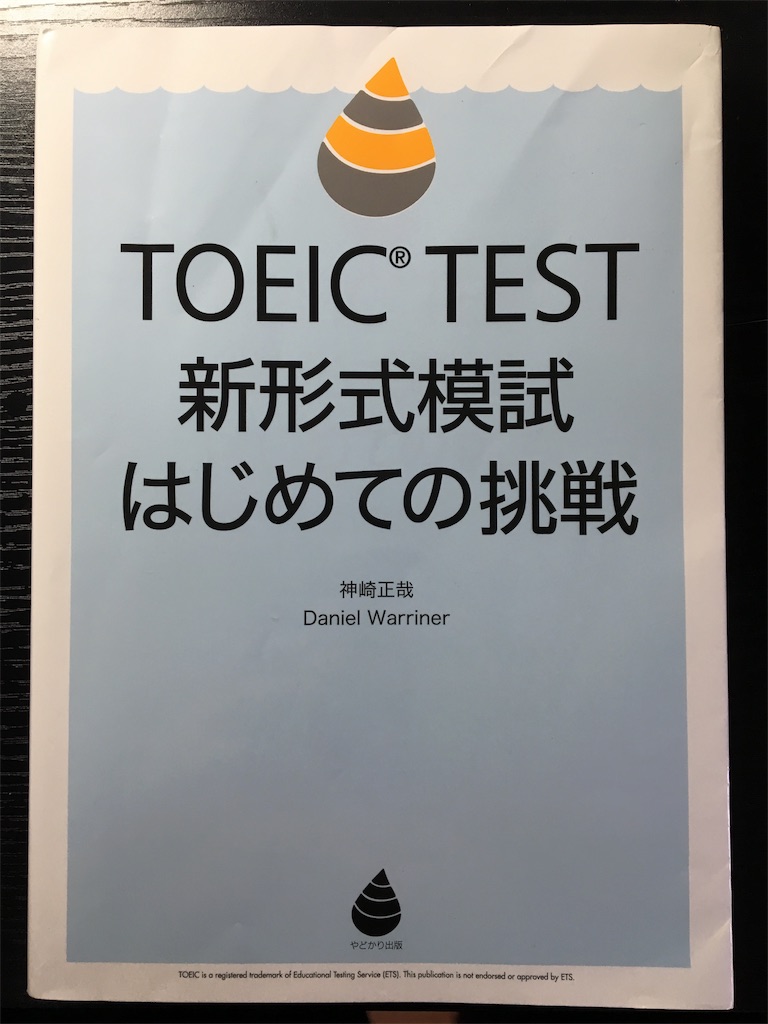 TOEIC® TEST
新形式模試
はじめての挑戦
神崎正哉
Daniel Warriner
やどかり出版
TOEIC is a registered trademark of Educational Testing Service (ETS). This publication is not endorsed or approved by ETS.